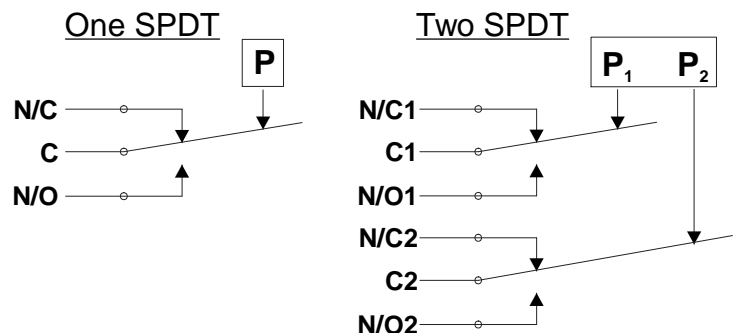 One SPDT
P
N/C
C
N/O
Two SPDT
P1 P2
N/C1
C1
N/O1
N/C2
C2
N/O2